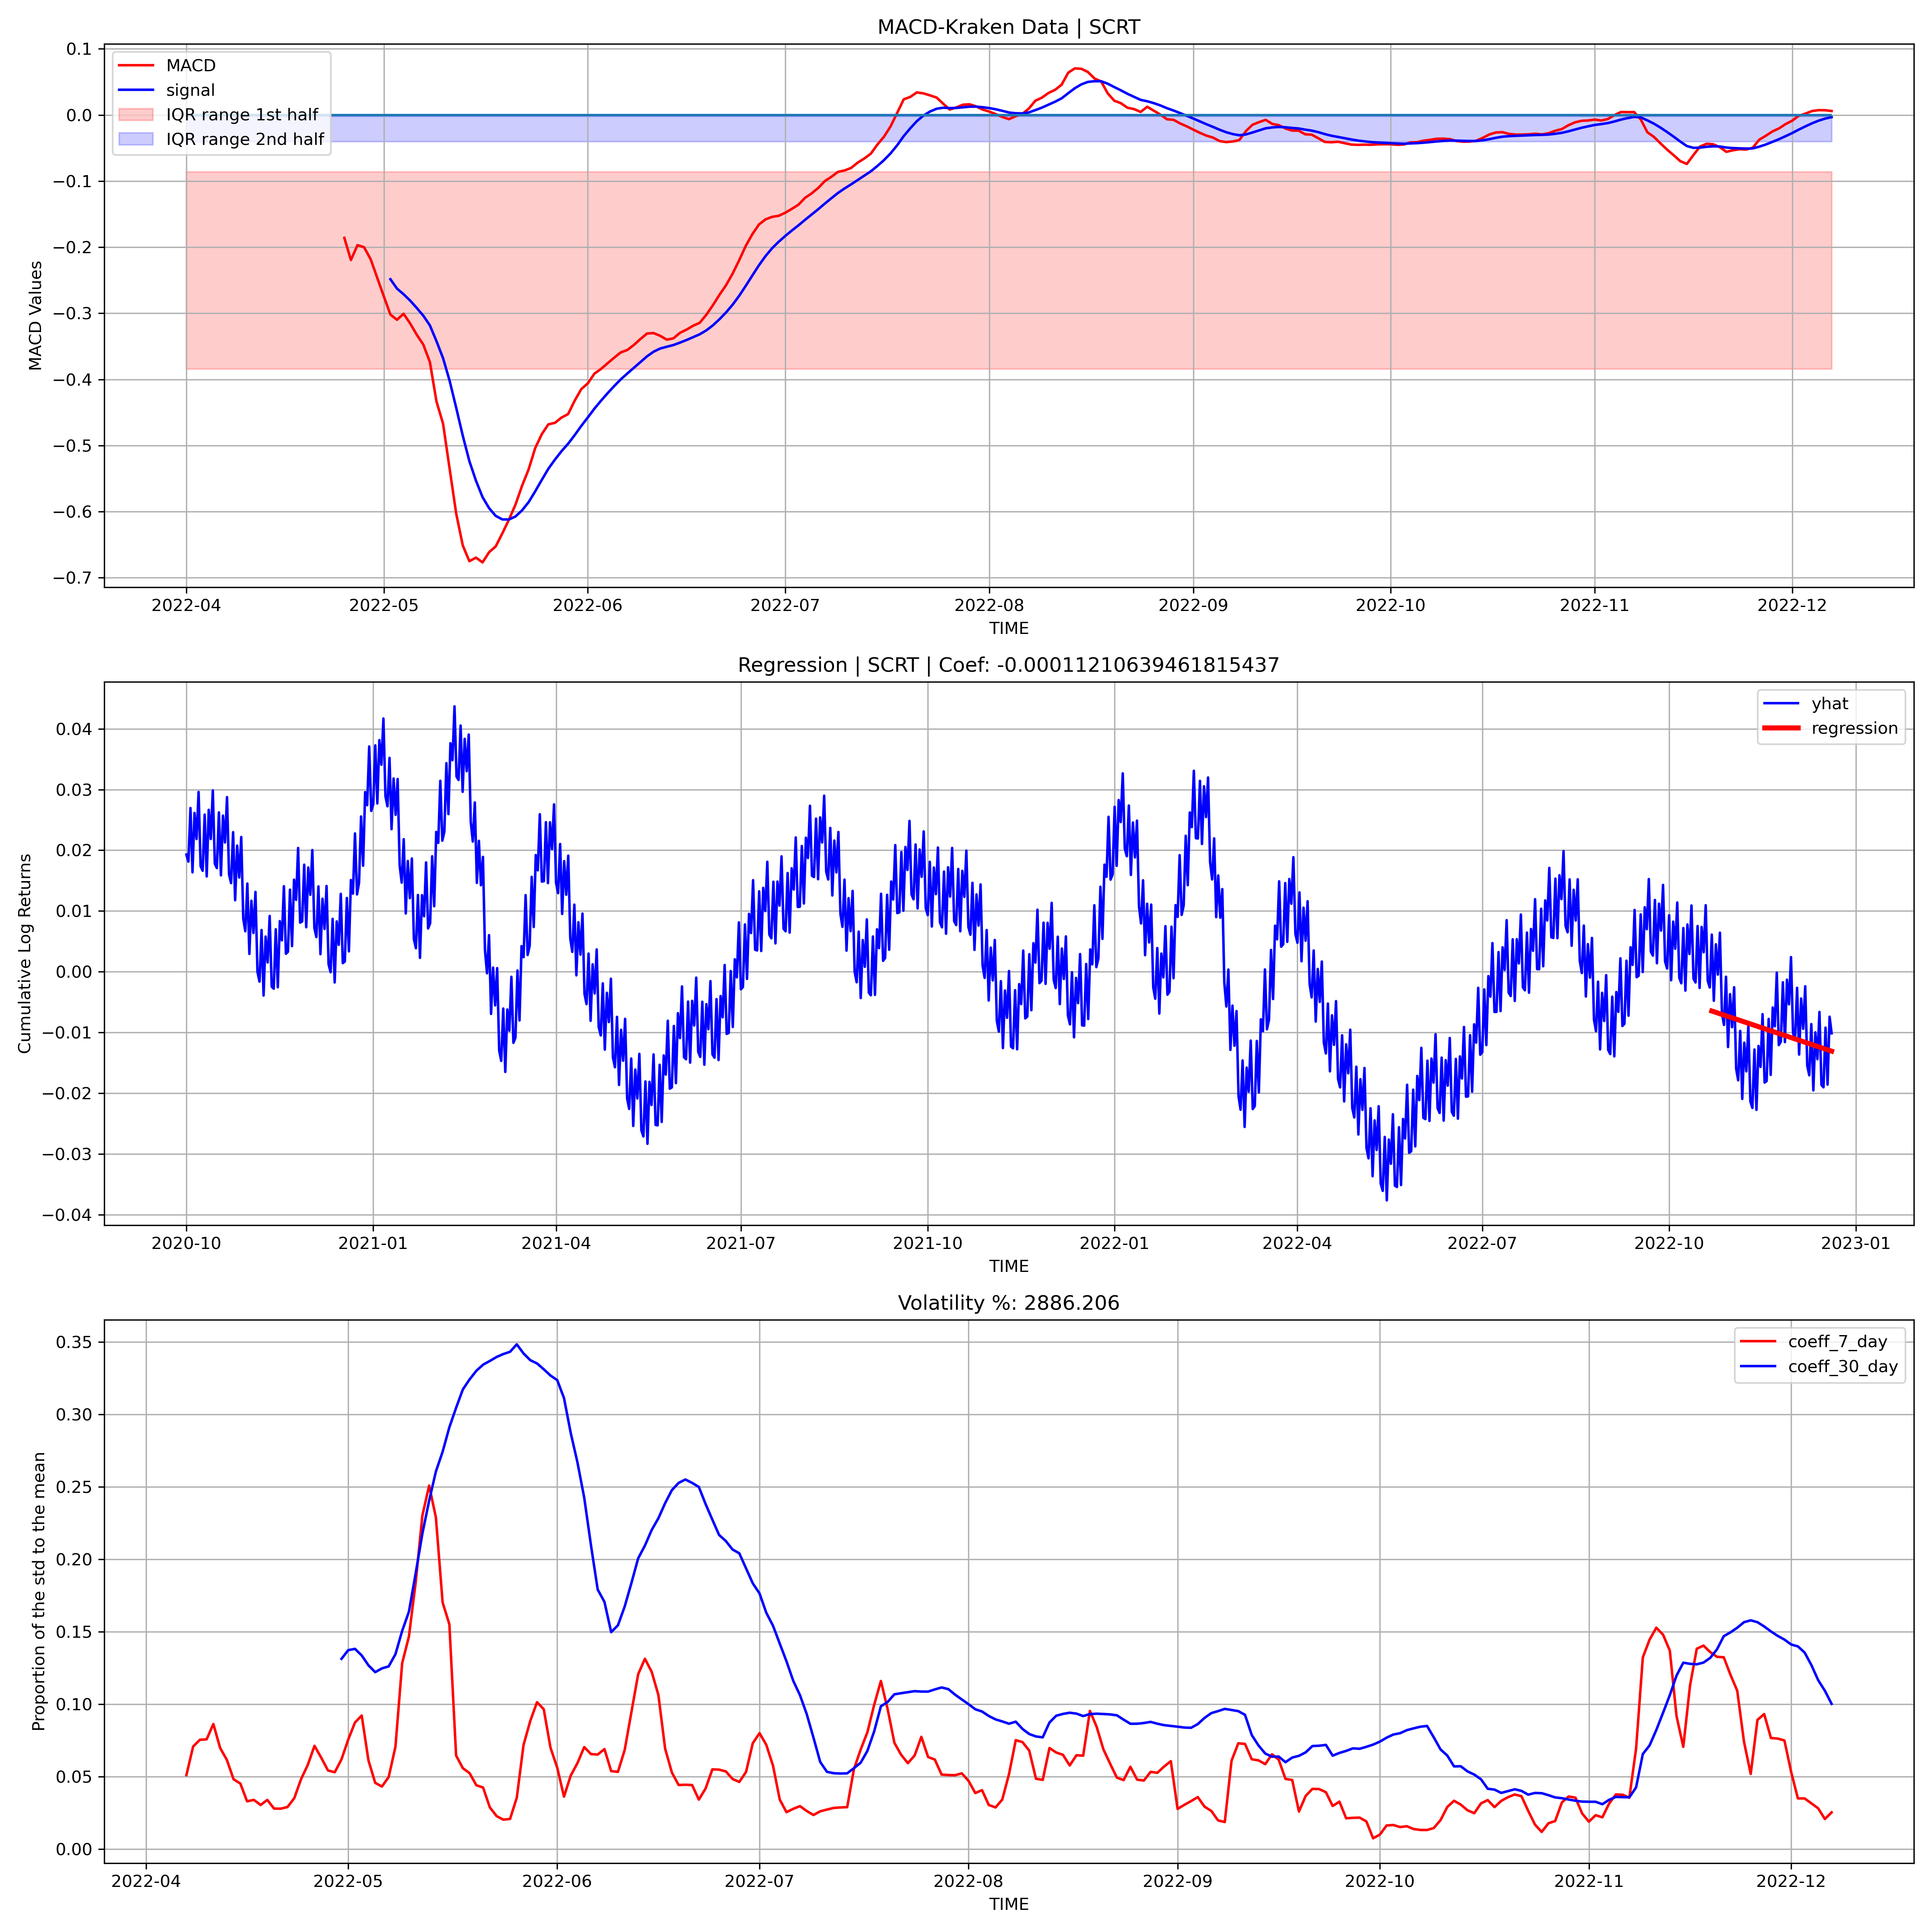 MACD-Kraken Data | SCRT
MACD
signal
IQR range 1st half
IQR range 2nd half
MACD Values
0.1
0.0
−0.1
−0.2
−0.3
−0.4
−0.5
−0.6
−0.7
2022-04 2022-05 2022-06 2022-07 2022-08 2022-09 2022-10 2022-11 2022-12
TIME
Regression | SCRT | Coef: -0.00011210639461815437
yhat
regression
Cumulative Log Returns
0.04
0.03
0.02
0.01
0.00
−0.01
−0.02
−0.03
−0.04
2020-10 2021-01 2021-04 2021-07 2021-10 2022-01 2022-04 2022-07 2022-10 2023-01
TIME
Volatility %: 2886.206
coeff_7_day
coeff_30_day
Proportion of the std to the mean
0.35
0.30
0.25
0.20
0.15
0.10
0.05
0.00
2022-04 2022-05 2022-06 2022-07 2022-08 2022-09 2022-10 2022-11 2022-12
TIME